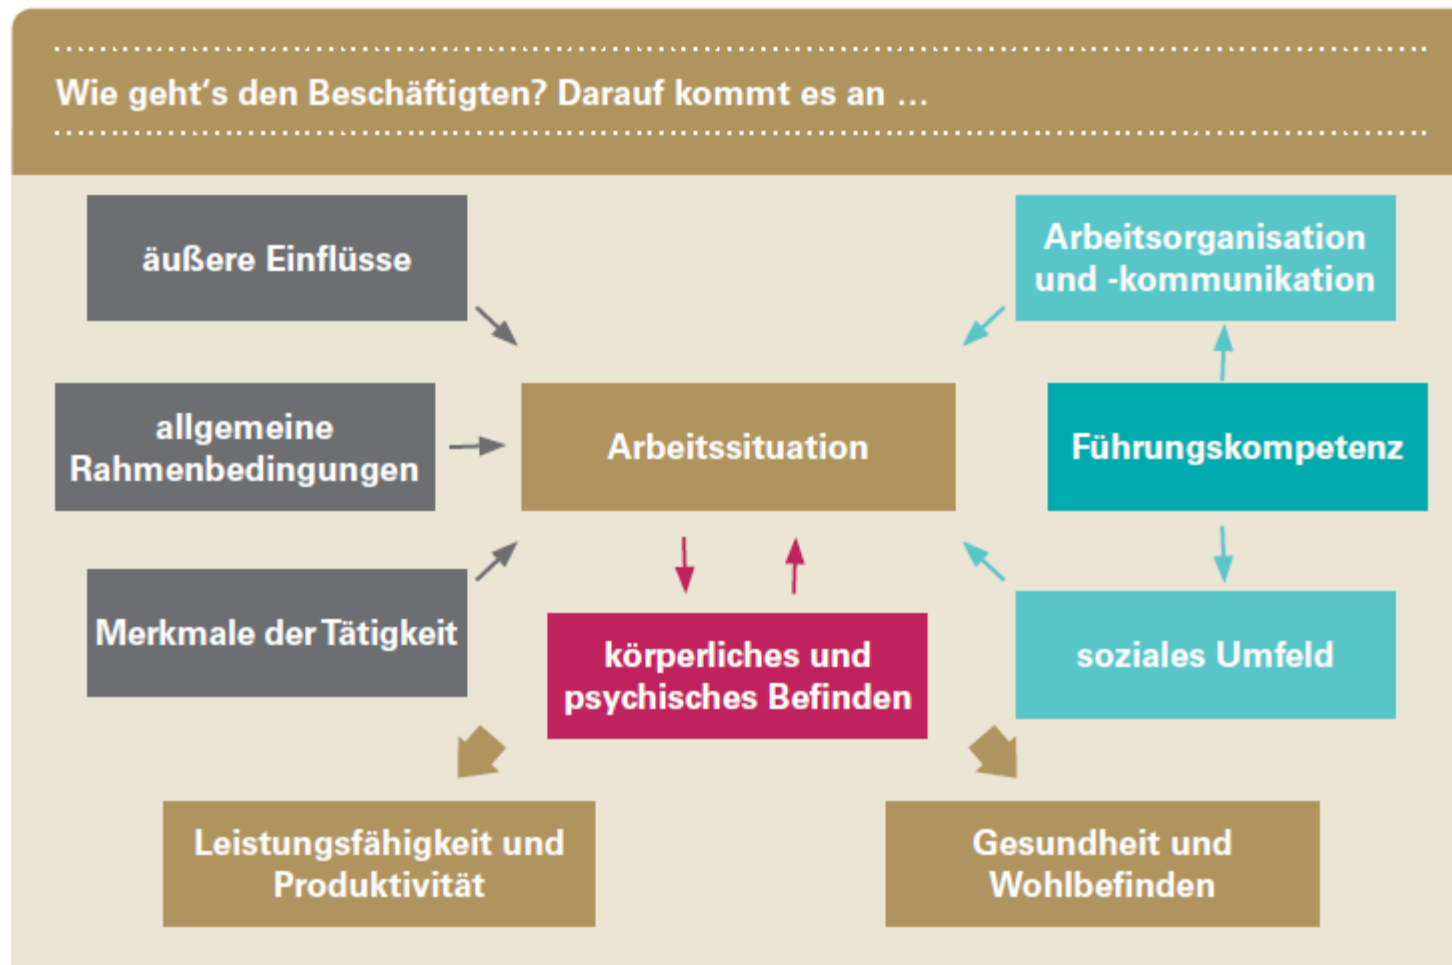 Wie geht‘s den Beschäftigten? Darauf kommt es an …
äußere Einflüsse
Arbeitsorganisation
und -kommunikation
allgemeine
Rahmenbedingungen
Arbeitssituation
Führungskompetenz
Merkmale der Tätigkeit
körperliches und
psychisches Befinden
soziales Umfeld
Leistungsfähigkeit und
Produktivität
Gesundheit und
Wohlbefinden